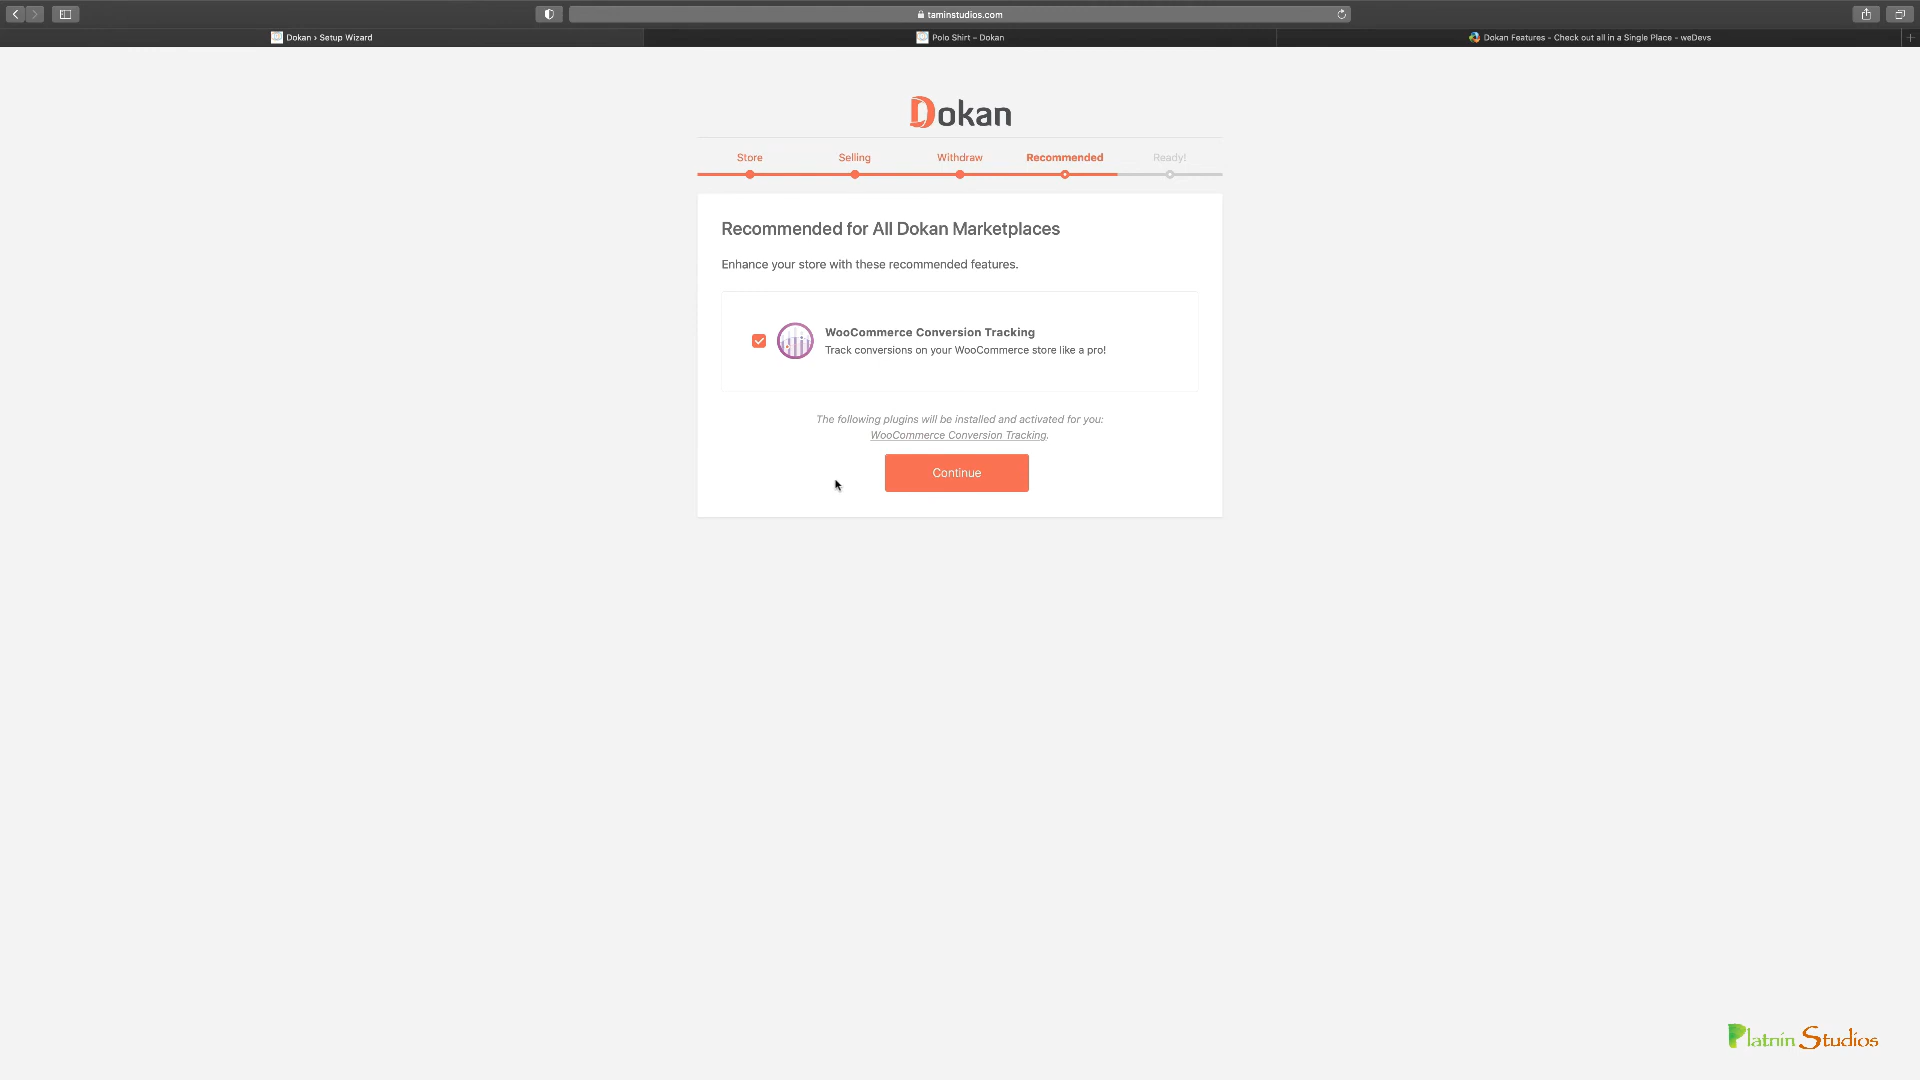 taminstudios.com
Dokan › Setup Wizard
Polo Shirt – Dokan
Dokan Features - Check out all in a Single Place - weDevs
Dokan
Store
Selling
Withdraw
Recommended
Ready!
Recommended for All Dokan Marketplaces
Enhance your store with these recommended features.
WooCommerce Conversion Tracking
Track conversions on your WooCommerce store like a pro!
The following plugins will be installed and activated for you:
WooCommerce Conversion Tracking.
Continue
Platnin Studios